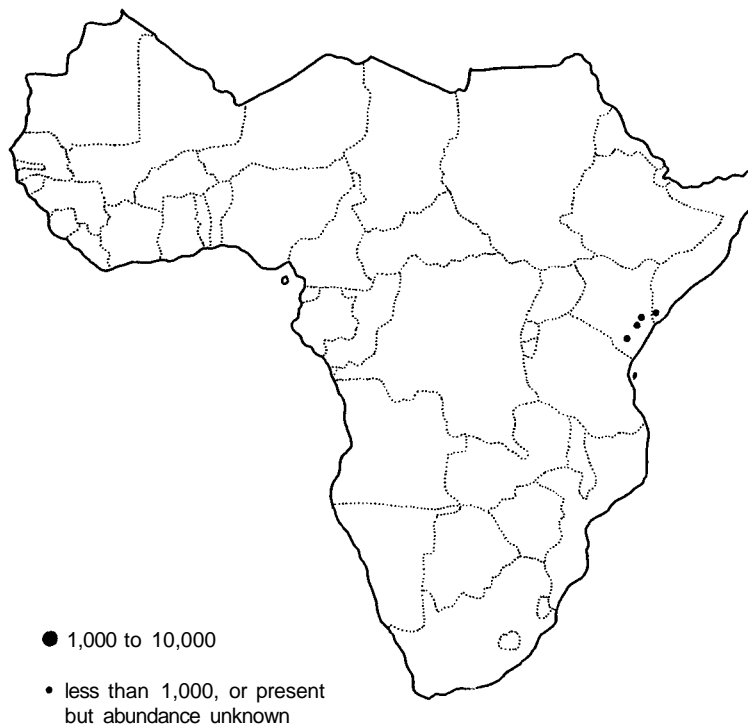 1,000 to 10,000
less than 1,000, or present
but abundance unknown